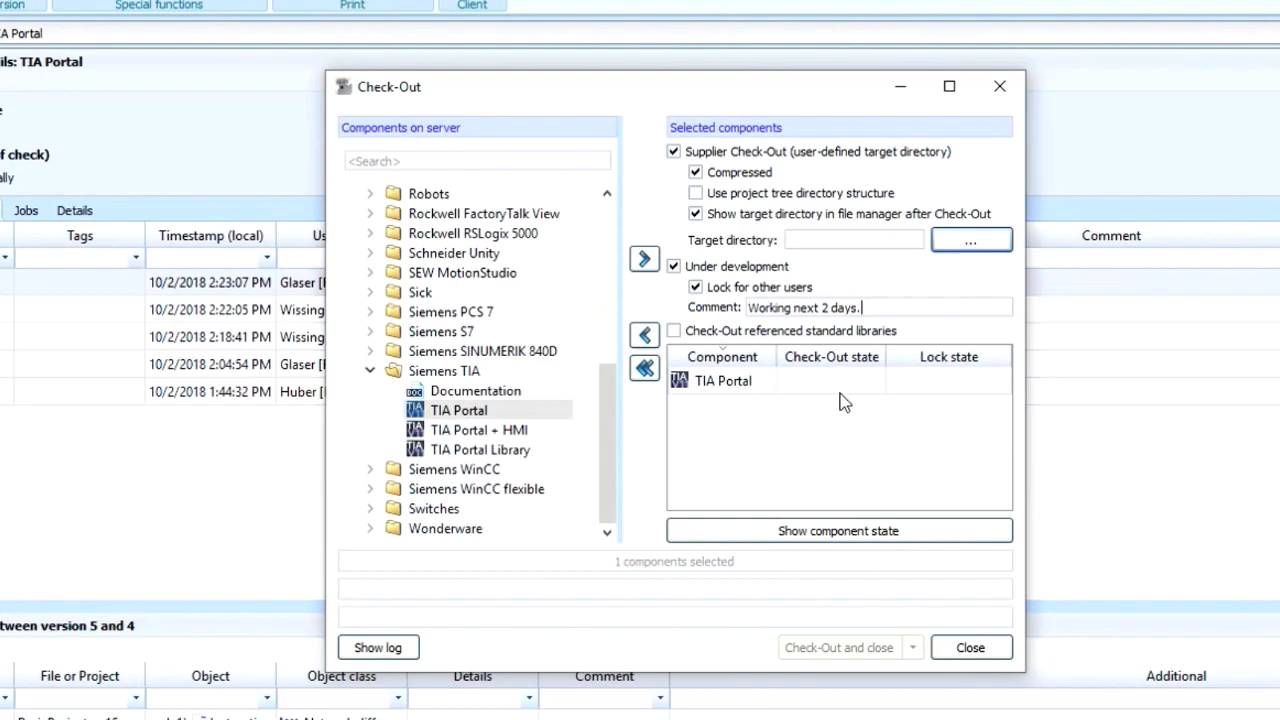 rsion Special functions Print Client
A Portal
ils: TIA Portal
e
f check)
lly
Jobs Details
Tags Timestamp (local) Us Comment
10/2/2018 2:23:07 PM Glaser [
10/2/2018 2:22:05 PM Wissing
10/2/2018 2:18:41 PM Wissing
10/2/2018 2:04:54 PM Glaser [
10/2/2018 1:44:32 PM Huber [
Check-Out
Components on server
<Search>
Robots
Rockwell FactoryTalk View
Rockwell RSLogix 5000
Schneider Unity
SEW MotionStudio
Sick
Siemens PCS 7
Siemens S7
Siemens SINUMERIK 840D
Siemens TIA
Documentation
TIA Portal
TIA Portal + HMI
TIA Portal Library
Siemens WinCC
Siemens WinCC flexible
Switches
Wonderware
Selected components
Supplier Check-Out (user-defined target directory)
Compressed
Use project tree directory structure
Show target directory in file manager after Check-Out
Target directory: ...
Under development
Lock for other users
Comment: Working next 2 days.
Check-Out referenced standard libraries
Component Check-Out state Lock state
TIA Portal
Show component state
1 components selected
Show log Check-Out and close Close
tween version 5 and 4
File or Project Object Object class Details Comment Additional